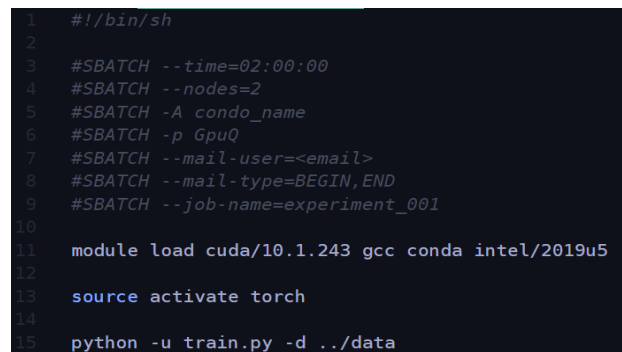 1 #!/bin/sh
2
3 #SBATCH --time=02:00:00
4 #SBATCH --nodes=2
5 #SBATCH -A condo_name
6 #SBATCH -p GpuQ
7 #SBATCH --mail-user=<email>
8 #SBATCH --mail-type=BEGIN,END
9 #SBATCH --job-name=experiment_001
10
11 module load cuda/10.1.243 gcc conda intel/2019u5
12
13 source activate torch
14
15 python -u train.py -d ../data